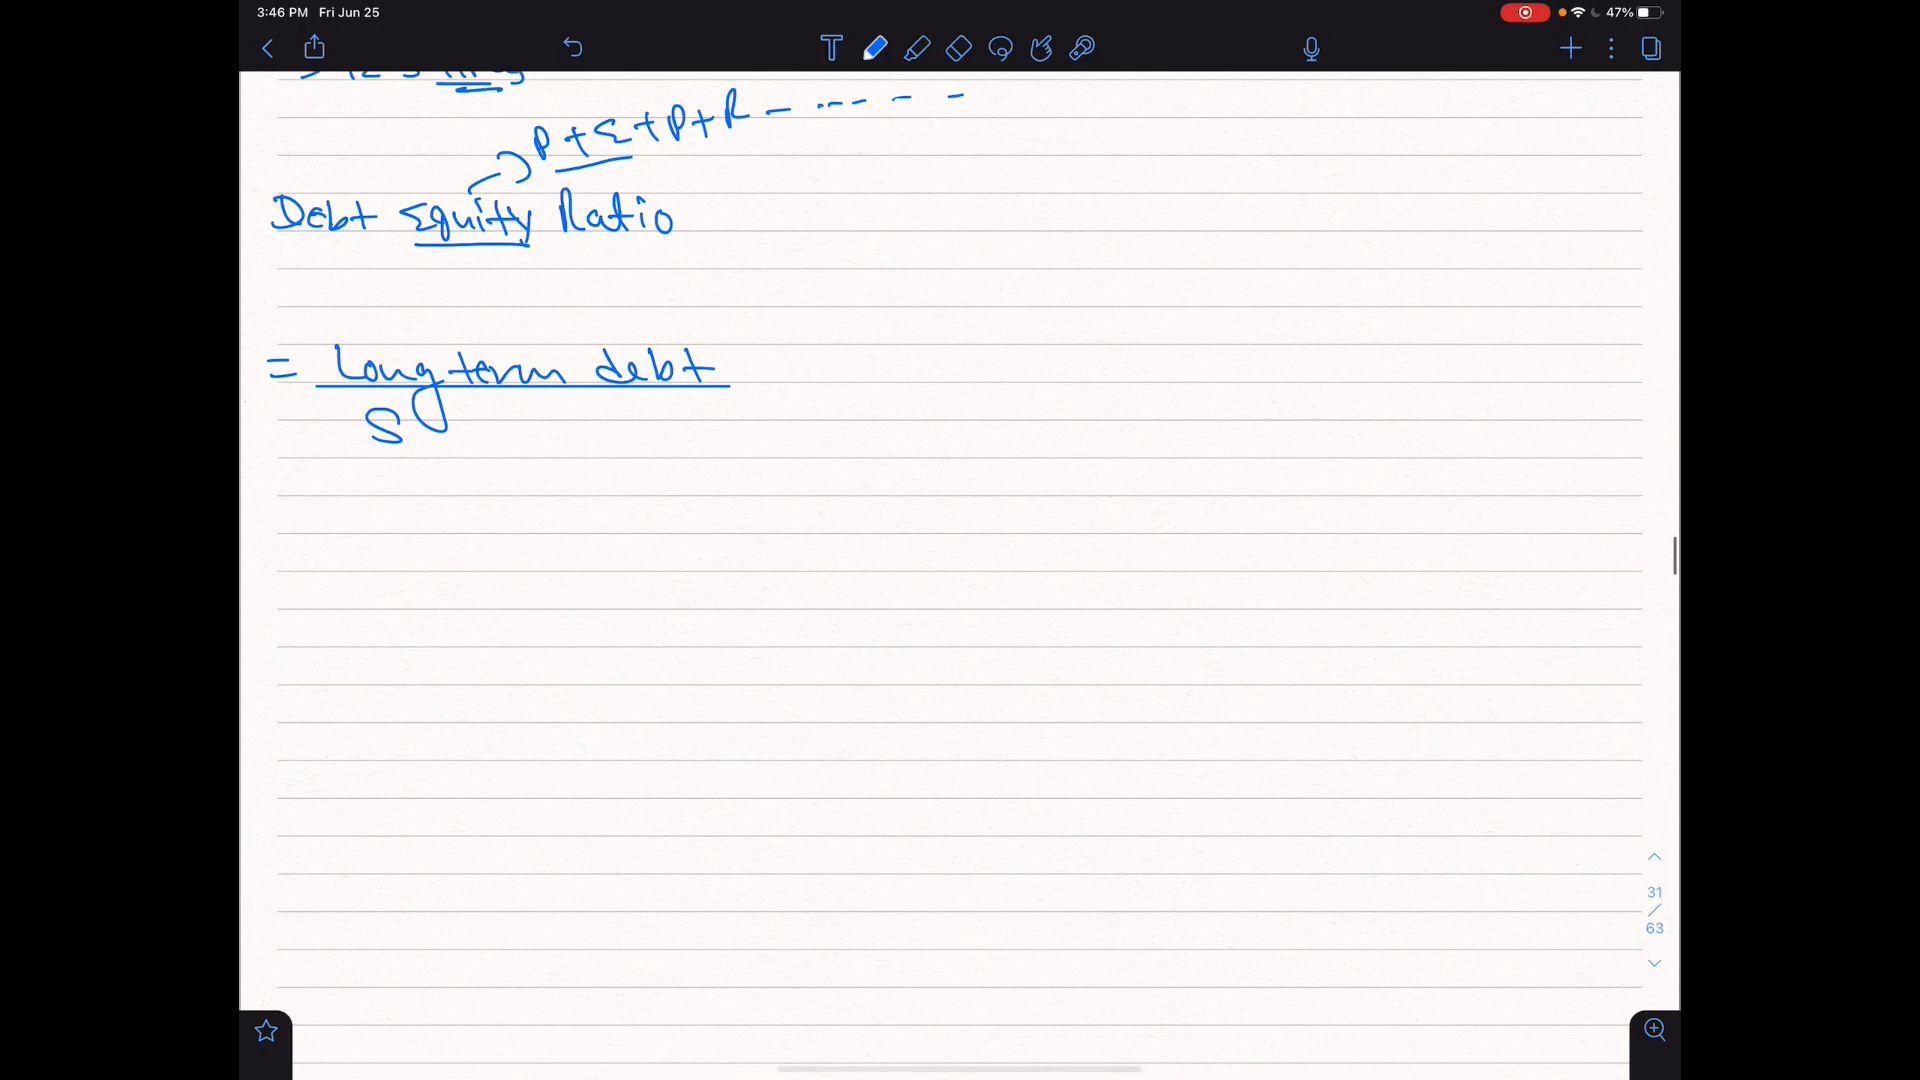 3:46 PM Fri Jun 25
47%
P + E + P + R - - - - - - -
Debt Equity Ratio
= Long term debt
S
31
/
63